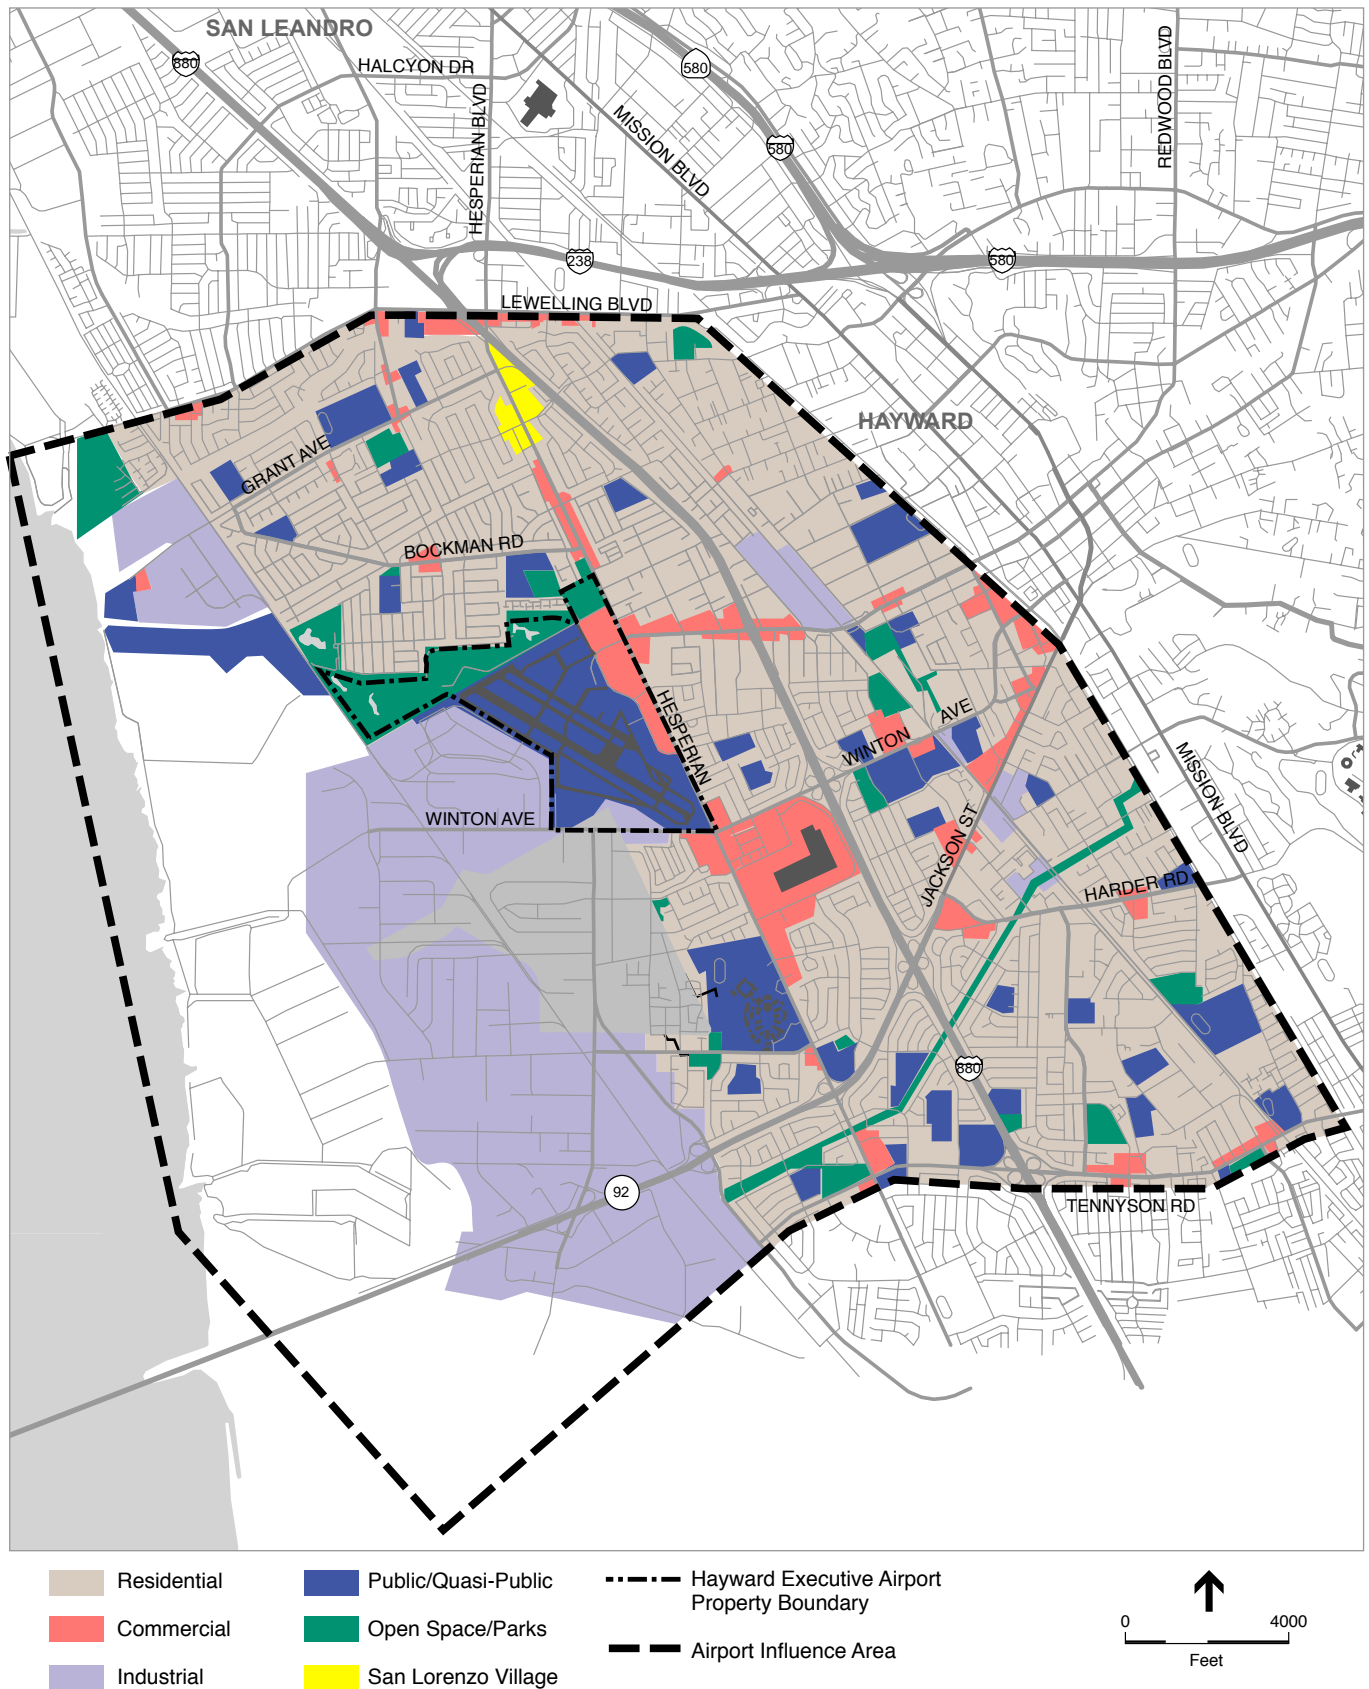 SAN LEANDRO
880
HALCYON DR
580
HESPERIAN BLVD
MISSION BLVD
580
REDWOOD BLVD
238
580
LEWELLING BLVD
HAYWARD
GRANT AVE
BOCKMAN RD
HESPERIAN
WINTON AVE
MISSION BLVD
WINTON AVE
JACKSON ST
HARDER RD
880
92
TENNYSON RD
Residential
Commercial
Industrial
Public/Quasi-Public
Open Space/Parks
San Lorenzo Village
Hayward Executive Airport
Property Boundary
Airport Influence Area
0 4000
Feet